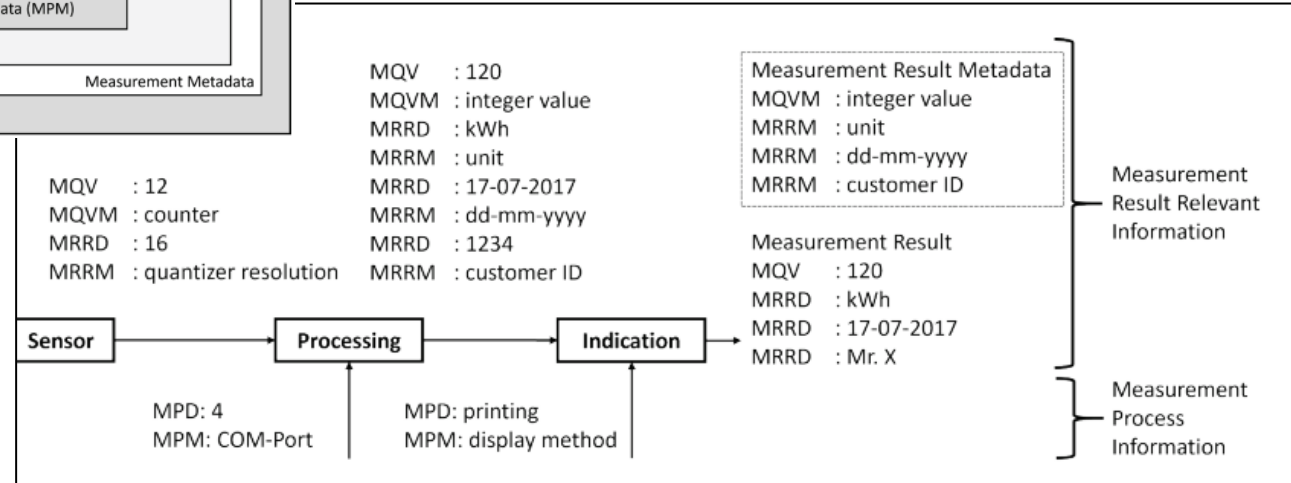 ata (MPM)
Measurement Metadata
MQV : 12
MQVM : counter
MRRD : 16
MRRM : quantizer resolution
MQV : 120
MQVM : integer value
MRRD : kWh
MRRM : unit
MRRD : 17-07-2017
MRRM : dd-mm-yyyy
MRRD : 1234
MRRM : customer ID
Measurement Result Metadata
MQVM : integer value
MRRM : unit
MRRM : dd-mm-yyyy
MRRM : customer ID
Measurement Result
MQV : 120
MRRD : kWh
MRRD : 17-07-2017
MRRD : Mr. X
Measurement
Result Relevant
Information
Sensor
Processing
Indication
MPD: 4
MPM: COM-Port
MPD: printing
MPM: display method
Measurement
Process
Information